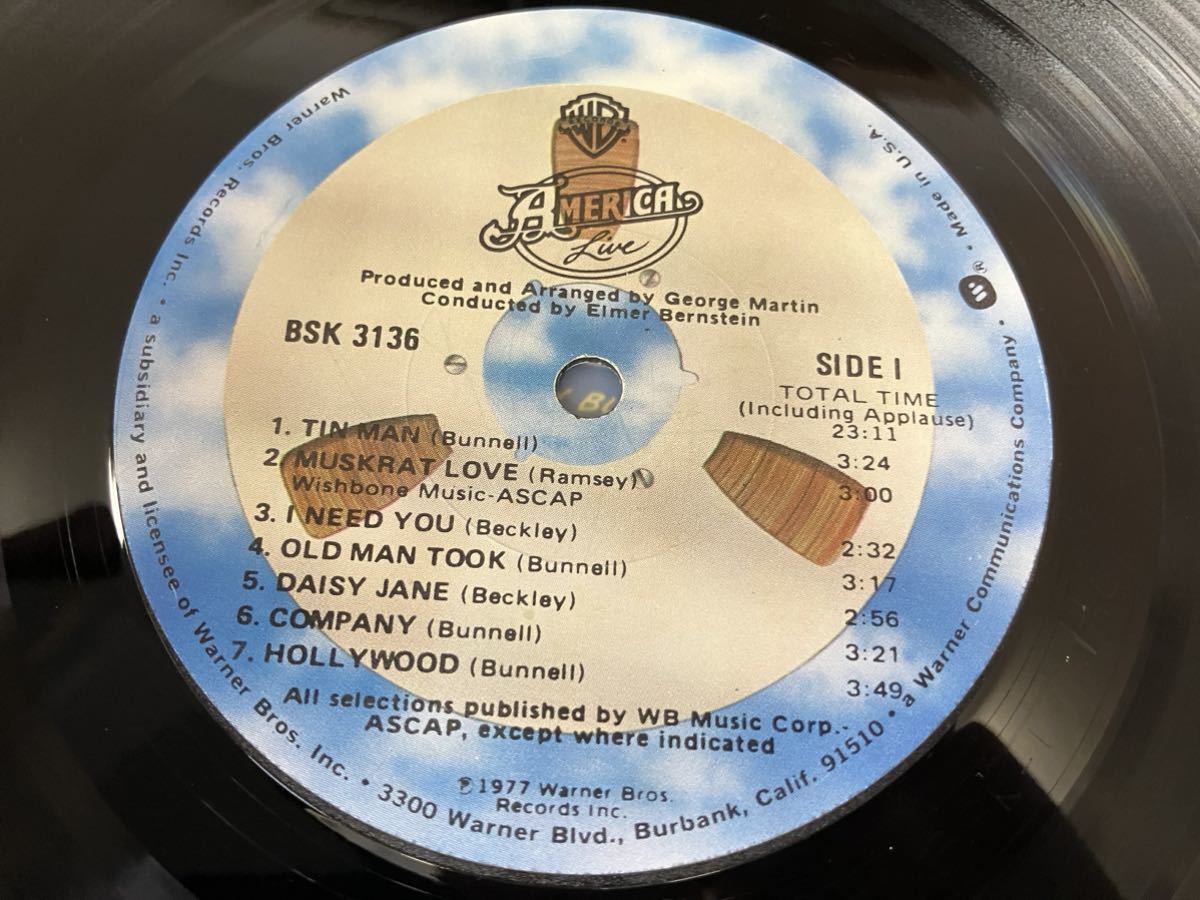 WB
AMERICA
Live
Produced and Arranged by George Martin
Conducted by Elmer Bernstein
BSK 3136
SIDE 1
TOTAL TIME
(Including Applause)
23:11
1. TIN MAN (Bunnell) 3:24
2. MUSKRAT LOVE (Ramsey) 3:00
Wishbone Music-ASCAP
3. I NEED YOU (Beckley) 2:32
4. OLD MAN TOOK (Bunnell) 3:17
5. DAISY JANE (Beckley) 2:56
6. COMPANY (Bunnell) 3:21
7. HOLLYWOOD (Bunnell) 3:49
All selections published by WB Music Corp.-
ASCAP, except where indicated
℗1977 Warner Bros.
Records Inc.
Warner Bros. Records Inc. • a subsidiary and licensee of Warner Bros. Inc. • 3300 Warner Blvd., Burbank, Calif. 91510 • a Warner Communications Company • ® • Made in U.S.A.